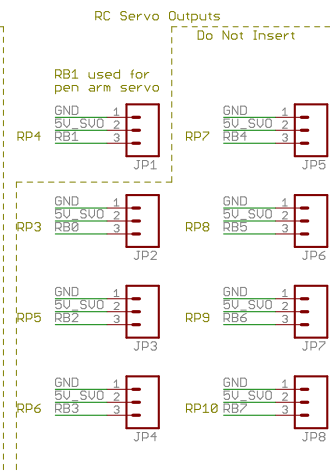 RC Servo Outputs
Do Not Insert
RB1 used for
pen arm servo
RP4
GND 1
5V_SVO 2
RB1 3
JP1
RP7
GND 1
5V_SVO 2
RB4 3
JP5
RP3
GND 1
5V_SVO 2
RB0 3
JP2
RP8
GND 1
5V_SVO 2
RB5 3
JP6
RP5
GND 1
5V_SVO 2
RB2 3
JP3
RP9
GND 1
5V_SVO 2
RB6 3
JP7
RP6
GND 1
5V_SVO 2
RB3 3
JP4
RP10
GND 1
5V_SVO 2
RB7 3
JP8